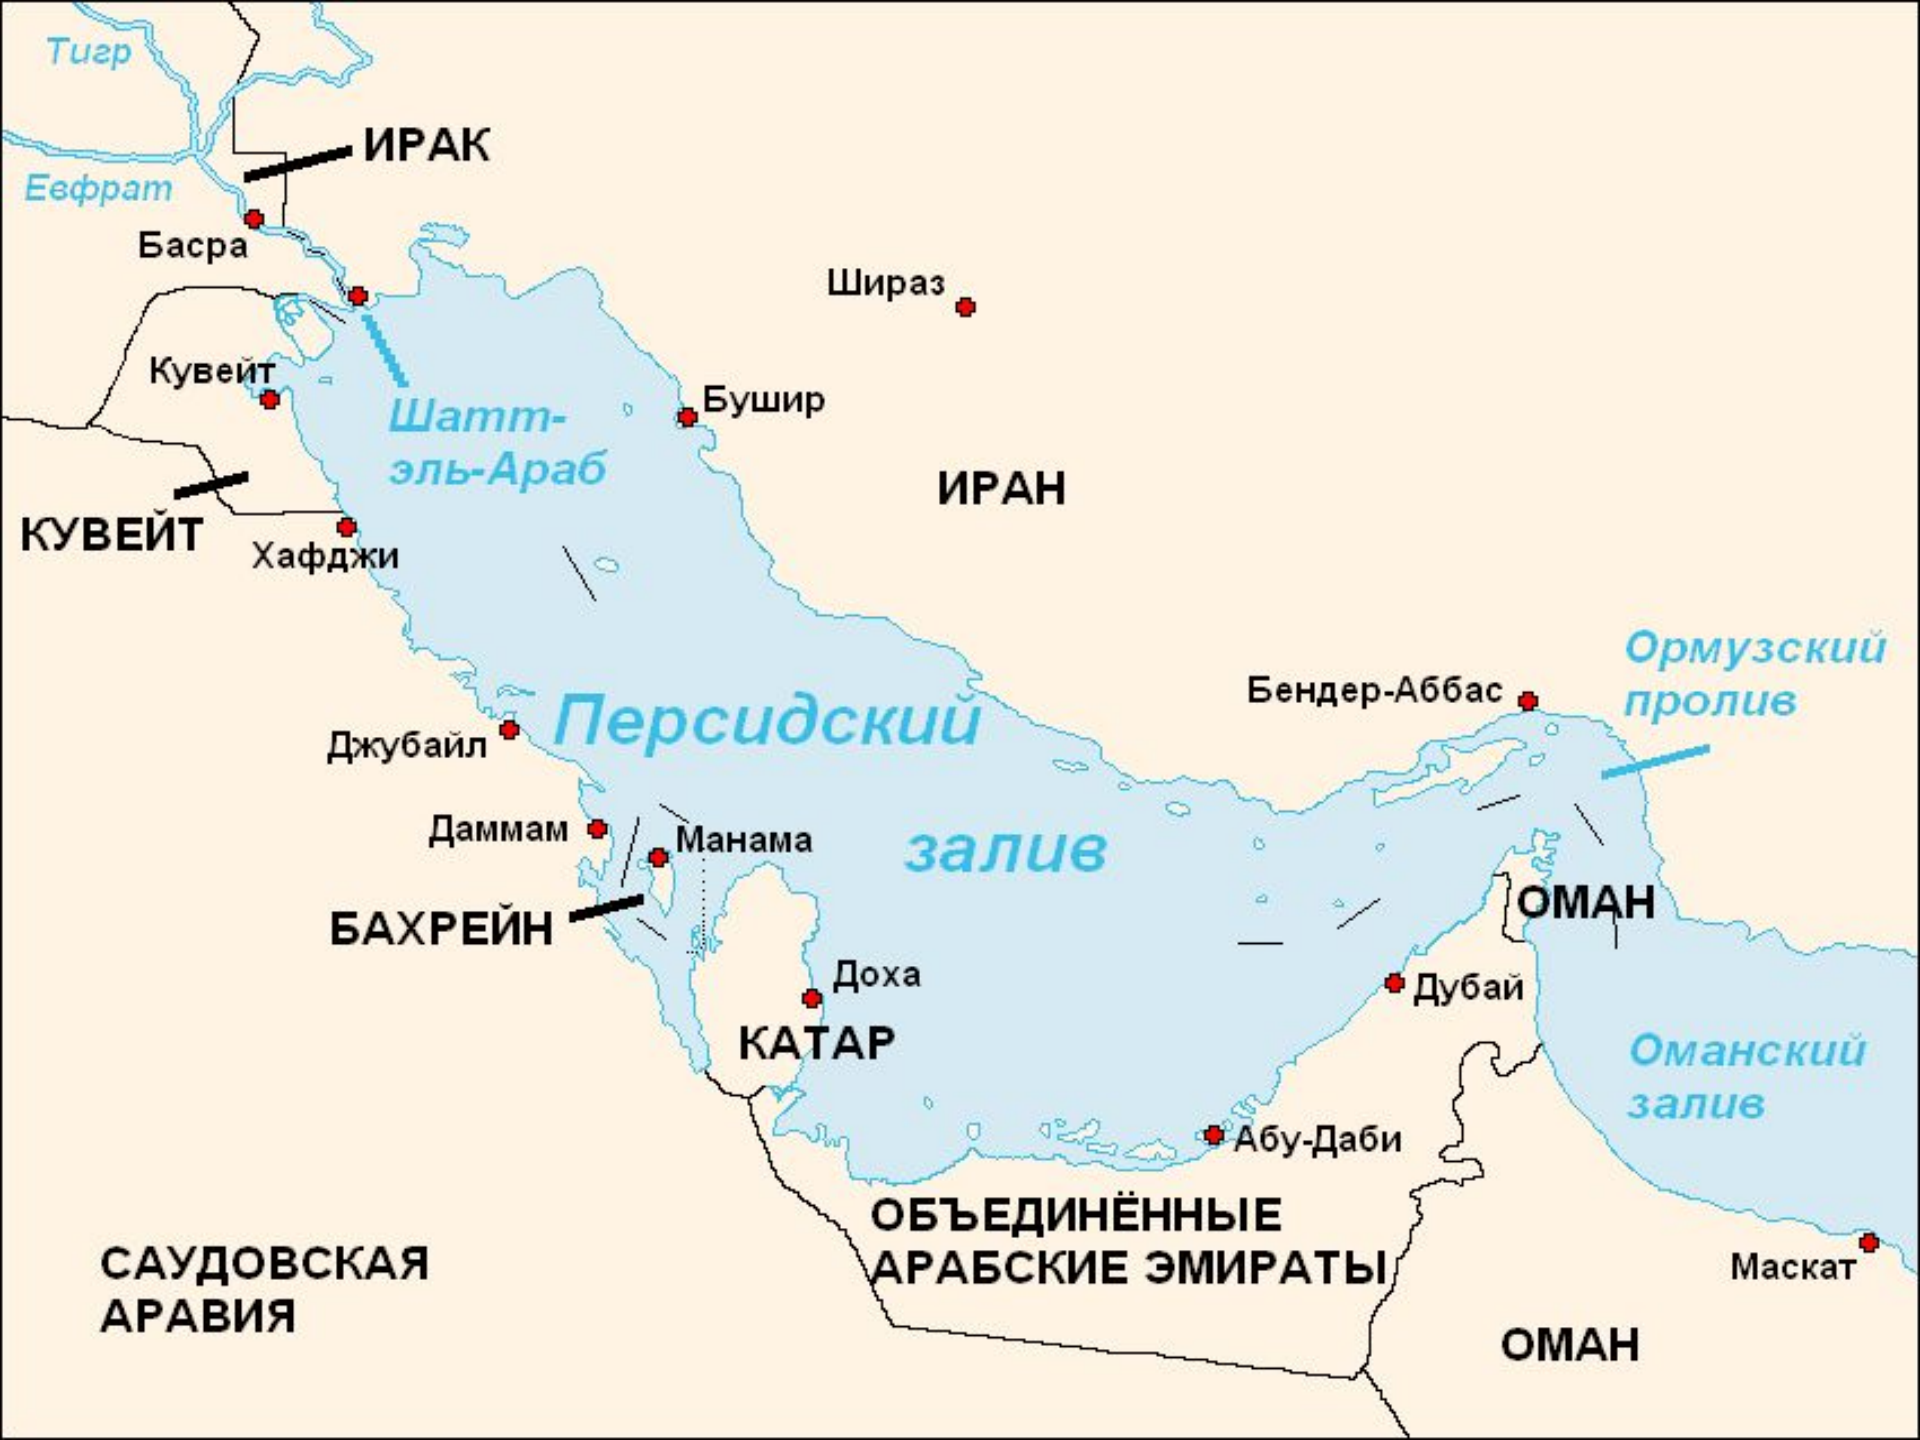 Тигр
ИРАК
Евфрат
Басра
Шираз
Кувейт
Бушир
Шатт-
эль-Араб
ИРАН
КУВЕЙТ
Хафджи
Ормузский
пролив
Бендер-Аббас
Персидский
залив
Джубайл
Даммам
Манама
БАХРЕЙН
ОМАН
Доха
Дубай
КАТАР
Оманский
залив
Абу-Даби
ОБЪЕДИНЁННЫЕ
АРАБСКИЕ ЭМИРАТЫ
САУДОВСКАЯ
АРАВИЯ
Маскат
ОМАН